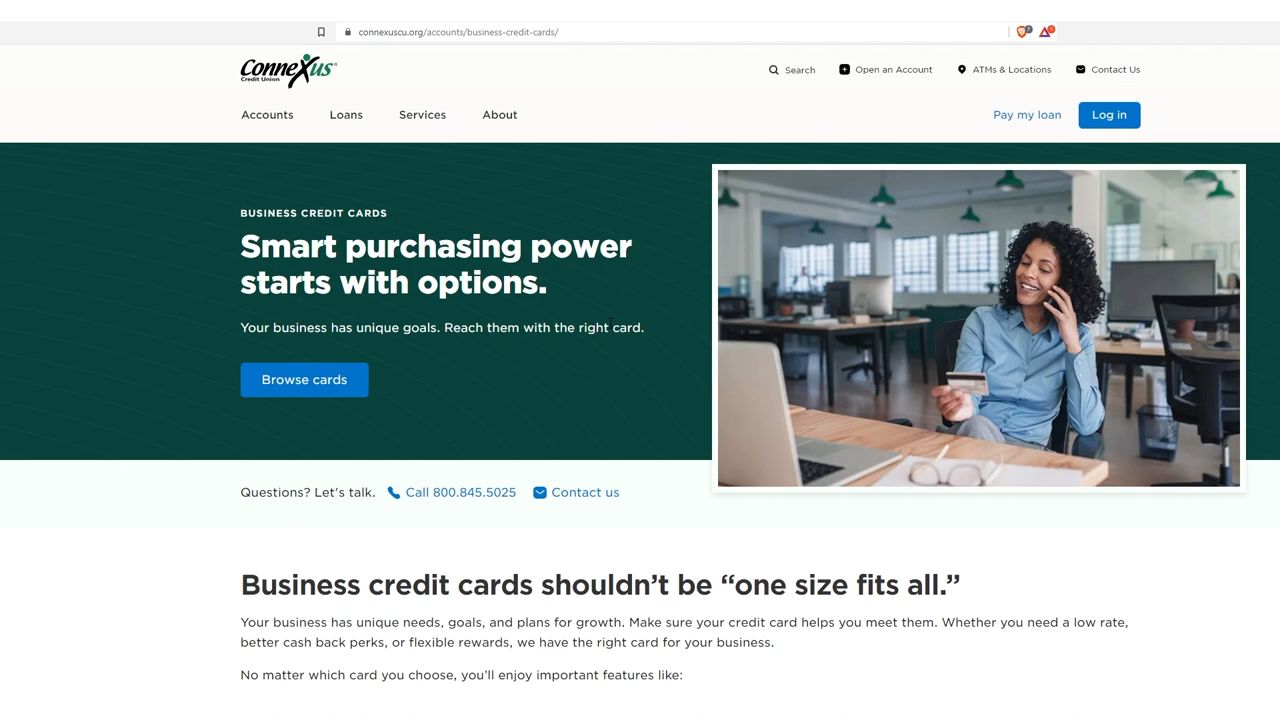 connexuscu.org/accounts/business-credit-cards/
Connexus®
Credit Union
Search
Open an Account
ATMs & Locations
Contact Us
Accounts
Loans
Services
About
Pay my loan
Log in
BUSINESS CREDIT CARDS
Smart purchasing power
starts with options.
Your business has unique goals. Reach them with the right card.
Browse cards
Questions? Let's talk.
Call 800.845.5025
Contact us
Business credit cards shouldn’t be “one size fits all.”
Your business has unique needs, goals, and plans for growth. Make sure your credit card helps you meet them. Whether you need a low rate,
better cash back perks, or flexible rewards, we have the right card for your business.
No matter which card you choose, you’ll enjoy important features like: